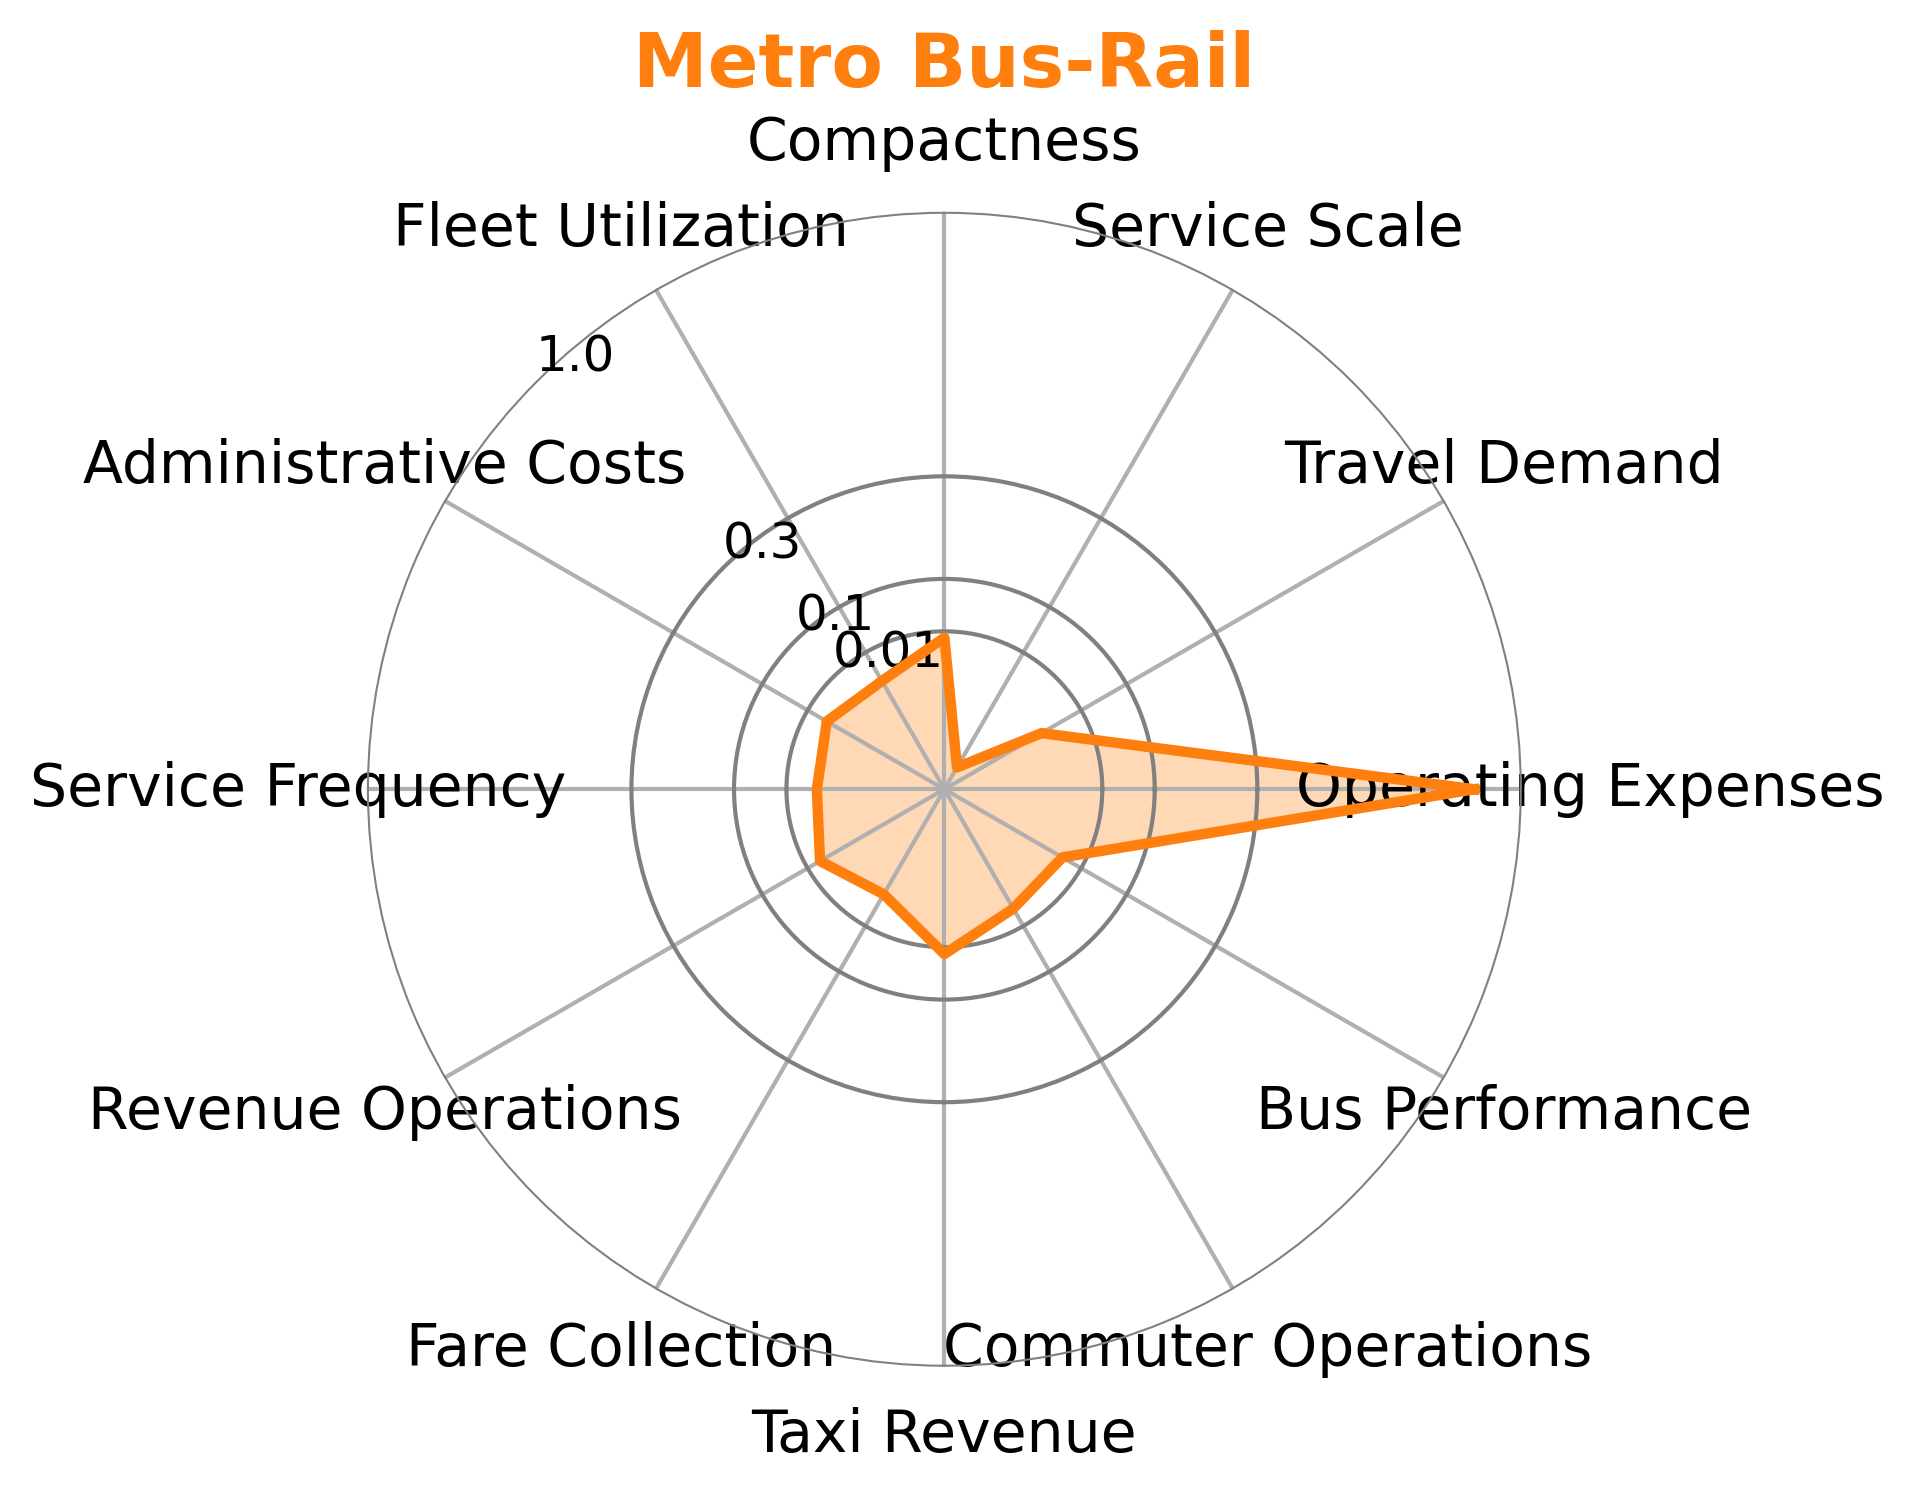 Metro Bus-Rail
Compactness
Fleet Utilization
Service Scale
1.0
Administrative Costs
Travel Demand
0.3
0.1
0.01
Service Frequency
Operating Expenses
Revenue Operations
Bus Performance
Fare Collection
Commuter Operations
Taxi Revenue